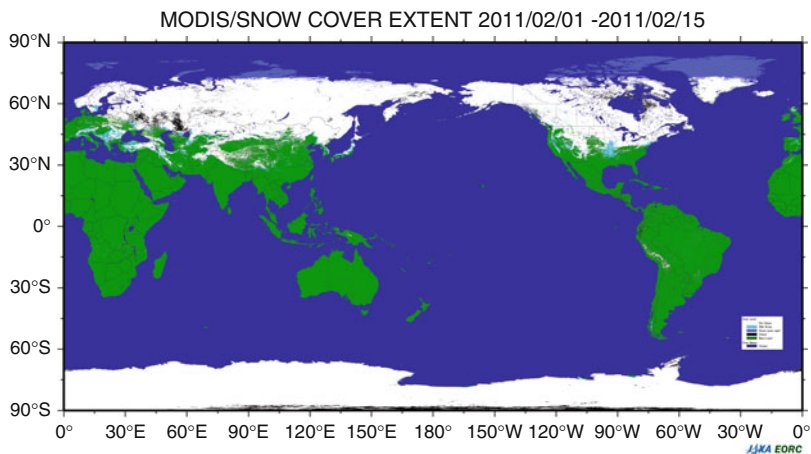 MODIS/SNOW COVER EXTENT 2011/02/01 -2011/02/15
90°N
60°N
30°N
0°
30°S
60°S
90°S
0° 30°E 60°E 90°E 120°E 150°E 180° 150°W 120°W 90°W 60°W 30°W 0°
JAXA EORC